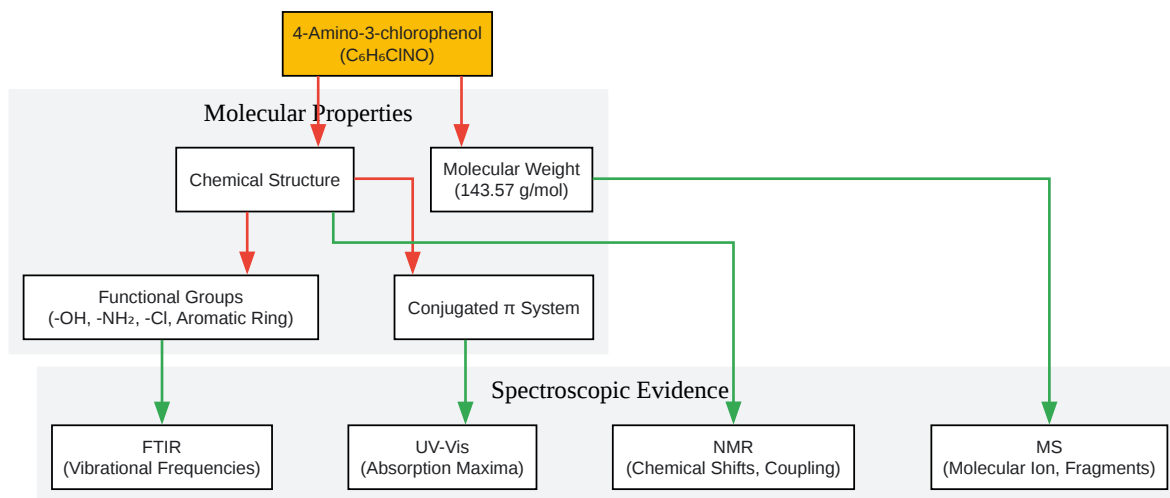 4-Amino-3-chlorophenol
(C₆H₆ClNO)
Molecular Properties
Chemical Structure
Molecular Weight
(143.57 g/mol)
Functional Groups
(-OH, -NH₂, -Cl, Aromatic Ring)
Conjugated π System
Spectroscopic Evidence
FTIR
(Vibrational Frequencies)
UV-Vis
(Absorption Maxima)
NMR
(Chemical Shifts, Coupling)
MS
(Molecular Ion, Fragments)